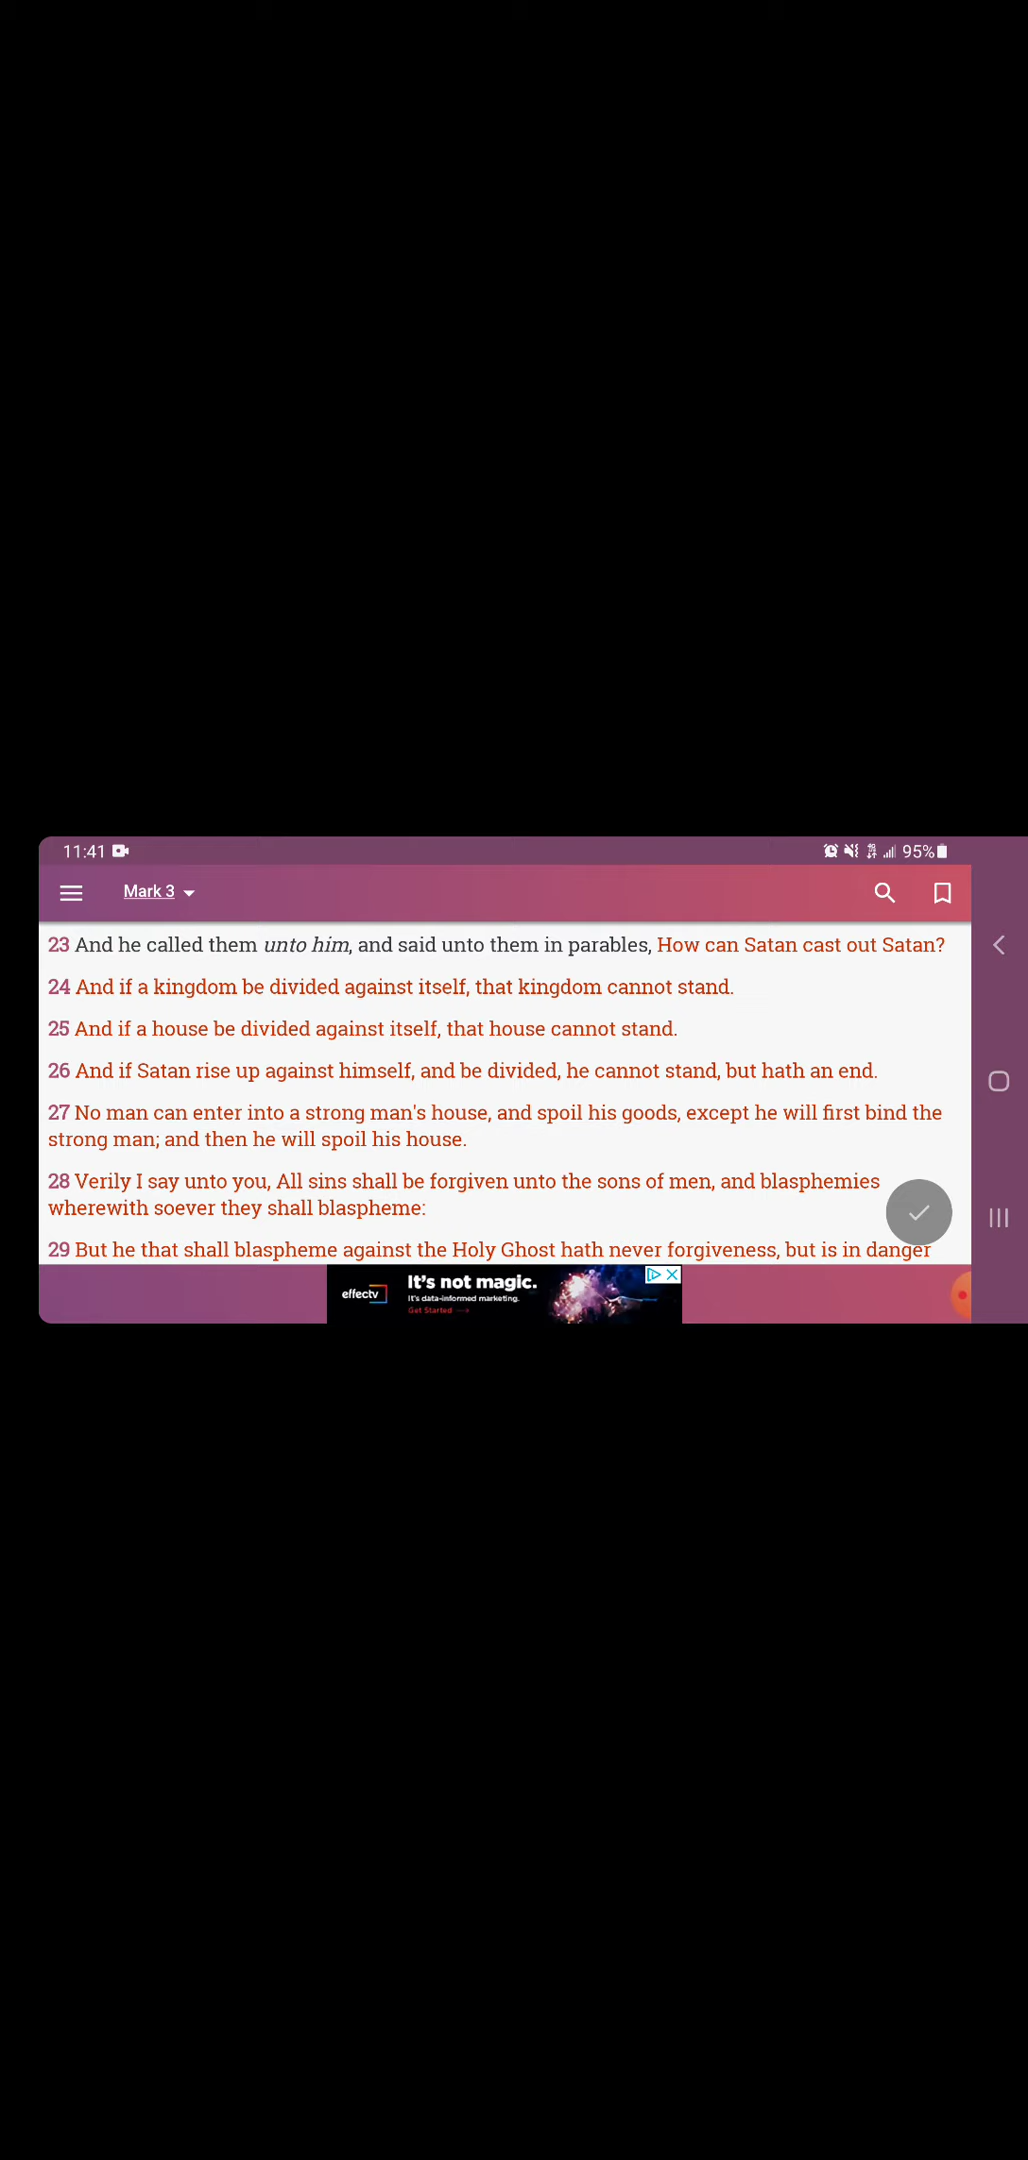 11:41
95%
Mark 3
23 And he called them unto him, and said unto them in parables, How can Satan cast out Satan?
24 And if a kingdom be divided against itself, that kingdom cannot stand.
25 And if a house be divided against itself, that house cannot stand.
26 And if Satan rise up against himself, and be divided, he cannot stand, but hath an end.
27 No man can enter into a strong man's house, and spoil his goods, except he will first bind the
strong man; and then he will spoil his house.
28 Verily I say unto you, All sins shall be forgiven unto the sons of men, and blasphemies
wherewith soever they shall blaspheme:
29 But he that shall blaspheme against the Holy Ghost hath never forgiveness, but is in danger
effectv
It's not magic.
It's data-informed marketing.
Get Started